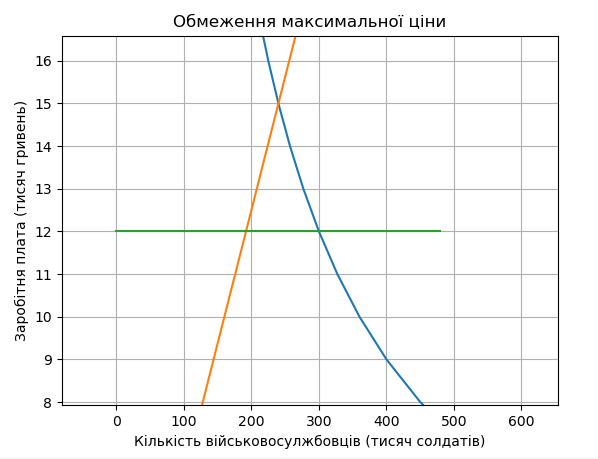 Обмеження максимальної ціни
16
15
14
13
12
11
10
9
8
Заробітня плата (тисяч гривень)
0 100 200 300 400 500 600
Кількість військовосулжбовців (тисяч солдатів)